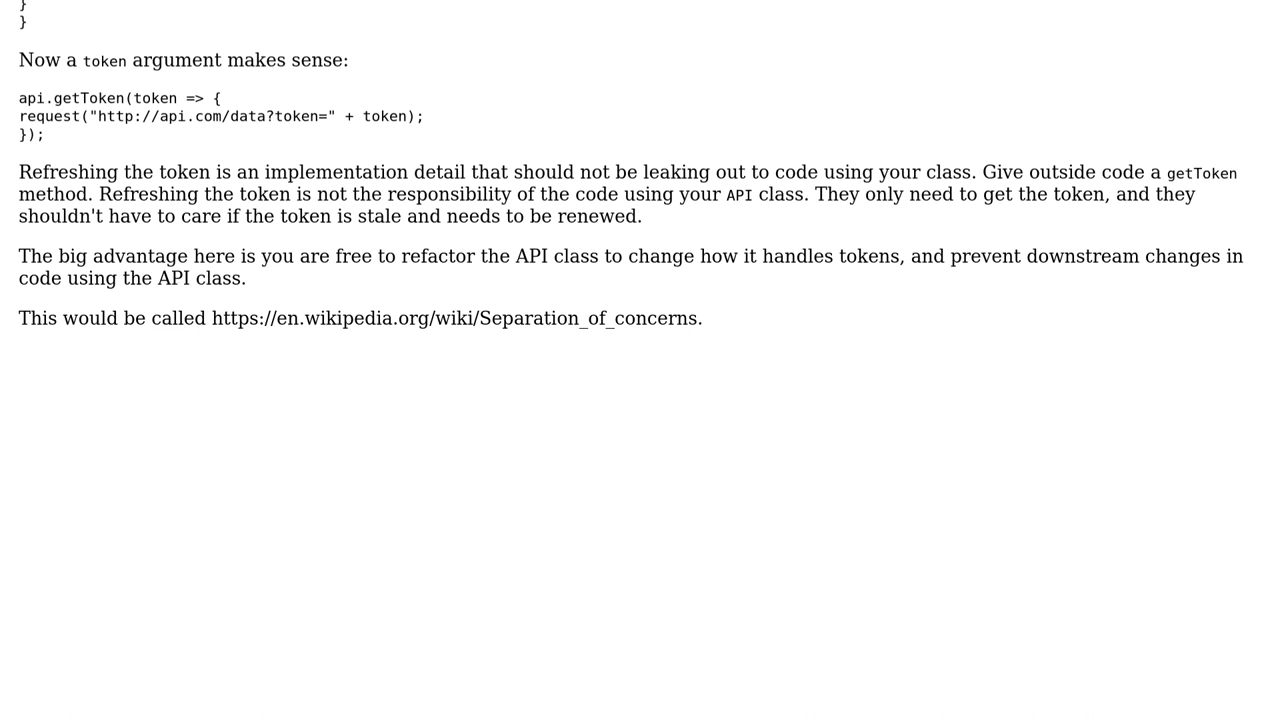 }
}
Now a token argument makes sense:
api.getToken(token => {
request("http://api.com/data?token=" + token);
});
Refreshing the token is an implementation detail that should not be leaking out to code using your class. Give outside code a getToken
method. Refreshing the token is not the responsibility of the code using your API class. They only need to get the token, and they
shouldn't have to care if the token is stale and needs to be renewed.
The big advantage here is you are free to refactor the API class to change how it handles tokens, and prevent downstream changes in
code using the API class.
This would be called https://en.wikipedia.org/wiki/Separation_of_concerns.